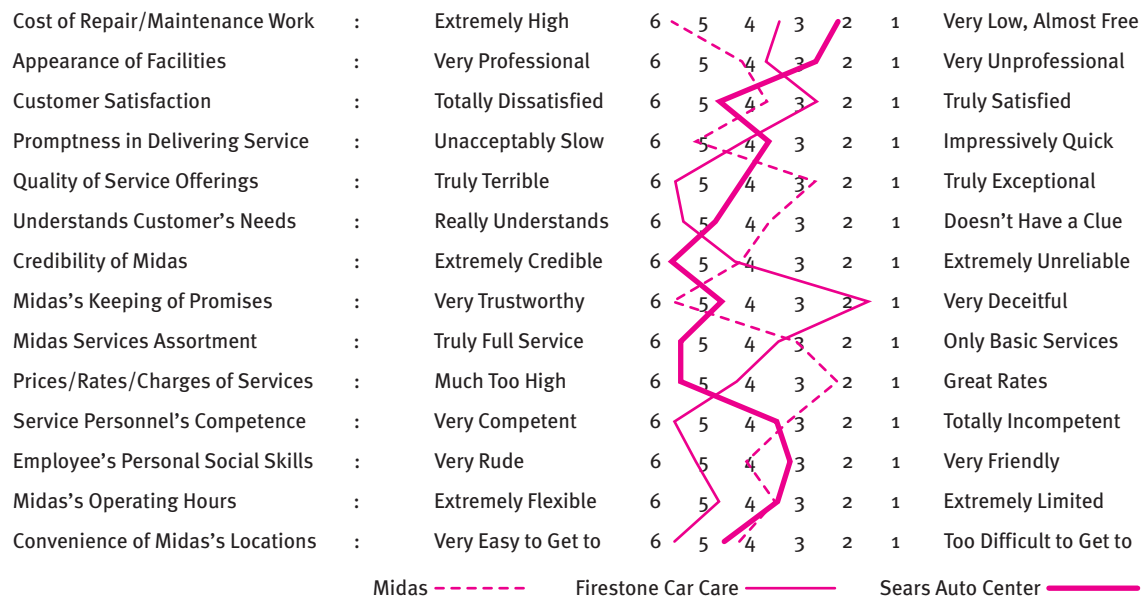 Cost of Repair/Maintenance Work : Extremely High 6 5 4 3 2 1 Very Low, Almost Free
Appearance of Facilities : Very Professional 6 5 4 3 2 1 Very Unprofessional
Customer Satisfaction : Totally Dissatisfied 6 5 4 3 2 1 Truly Satisfied
Promptness in Delivering Service : Unacceptably Slow 6 5 4 3 2 1 Impressively Quick
Quality of Service Offerings : Truly Terrible 6 5 4 3 2 1 Truly Exceptional
Understands Customer’s Needs : Really Understands 6 5 4 3 2 1 Doesn’t Have a Clue
Credibility of Midas : Extremely Credible 6 5 4 3 2 1 Extremely Unreliable
Midas’s Keeping of Promises : Very Trustworthy 6 5 4 3 2 1 Very Deceitful
Midas Services Assortment : Truly Full Service 6 5 4 3 2 1 Only Basic Services
Prices/Rates/Charges of Services : Much Too High 6 5 4 3 2 1 Great Rates
Service Personnel’s Competence : Very Competent 6 5 4 3 2 1 Totally Incompetent
Employee’s Personal Social Skills : Very Rude 6 5 4 3 2 1 Very Friendly
Midas’s Operating Hours : Extremely Flexible 6 5 4 3 2 1 Extremely Limited
Convenience of Midas’s Locations : Very Easy to Get to 6 5 4 3 2 1 Too Difficult to Get to
Midas Firestone Car Care Sears Auto Center